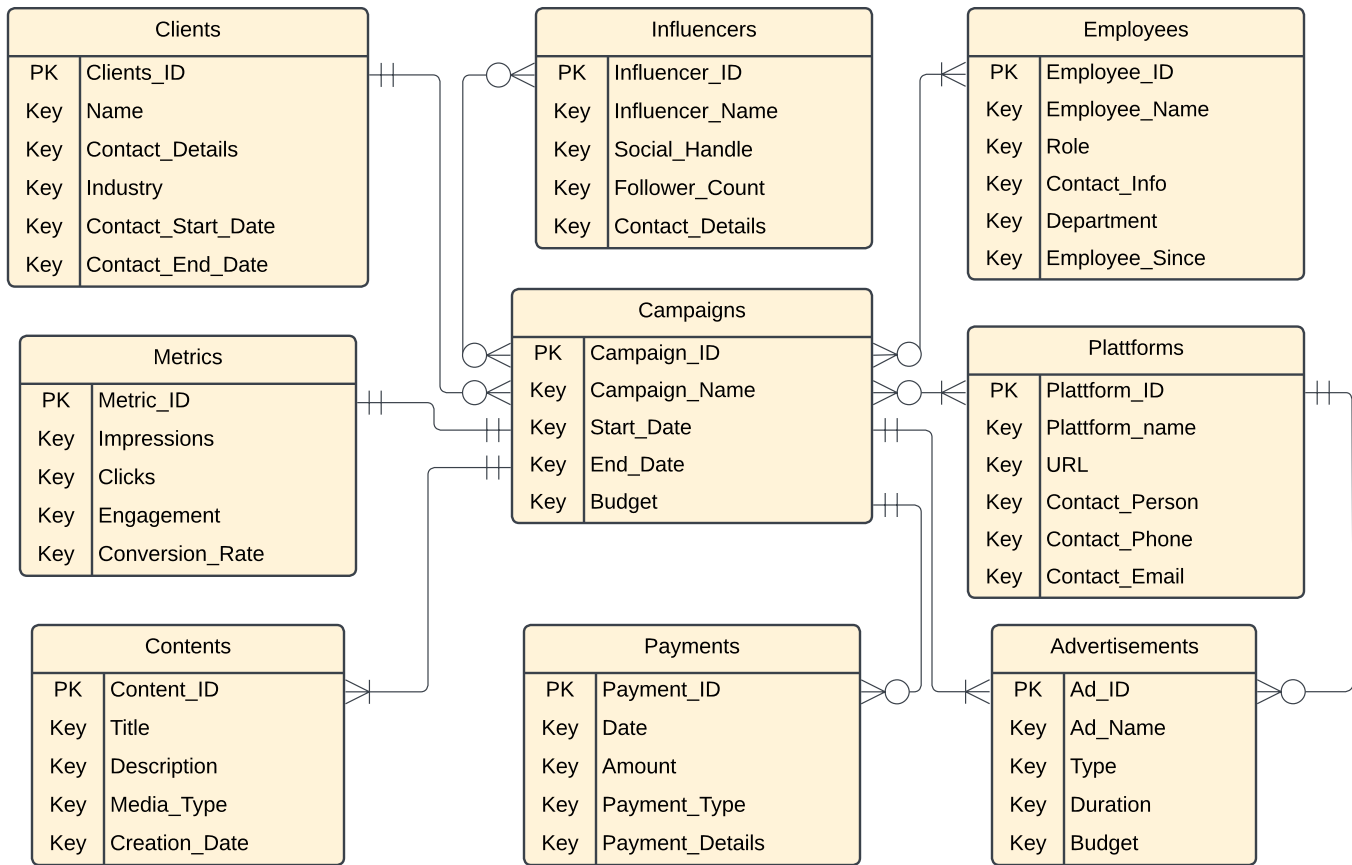 Clients
PK Clients_ID
Key Name
Key Contact_Details
Key Industry
Key Contact_Start_Date
Key Contact_End_Date
Influencers
PK Influencer_ID
Key Influencer_Name
Key Social_Handle
Key Follower_Count
Key Contact_Details
Employees
PK Employee_ID
Key Employee_Name
Key Role
Key Contact_Info
Key Department
Key Employee_Since
Metrics
PK Metric_ID
Key Impressions
Key Clicks
Key Engagement
Key Conversion_Rate
Campaigns
PK Campaign_ID
Key Campaign_Name
Key Start_Date
Key End_Date
Key Budget
Plattforms
PK Plattform_ID
Key Plattform_name
Key URL
Key Contact_Person
Key Contact_Phone
Key Contact_Email
Contents
PK Content_ID
Key Title
Key Description
Key Media_Type
Key Creation_Date
Payments
PK Payment_ID
Key Date
Key Amount
Key Payment_Type
Key Payment_Details
Advertisements
PK Ad_ID
Key Ad_Name
Key Type
Key Duration
Key Budget